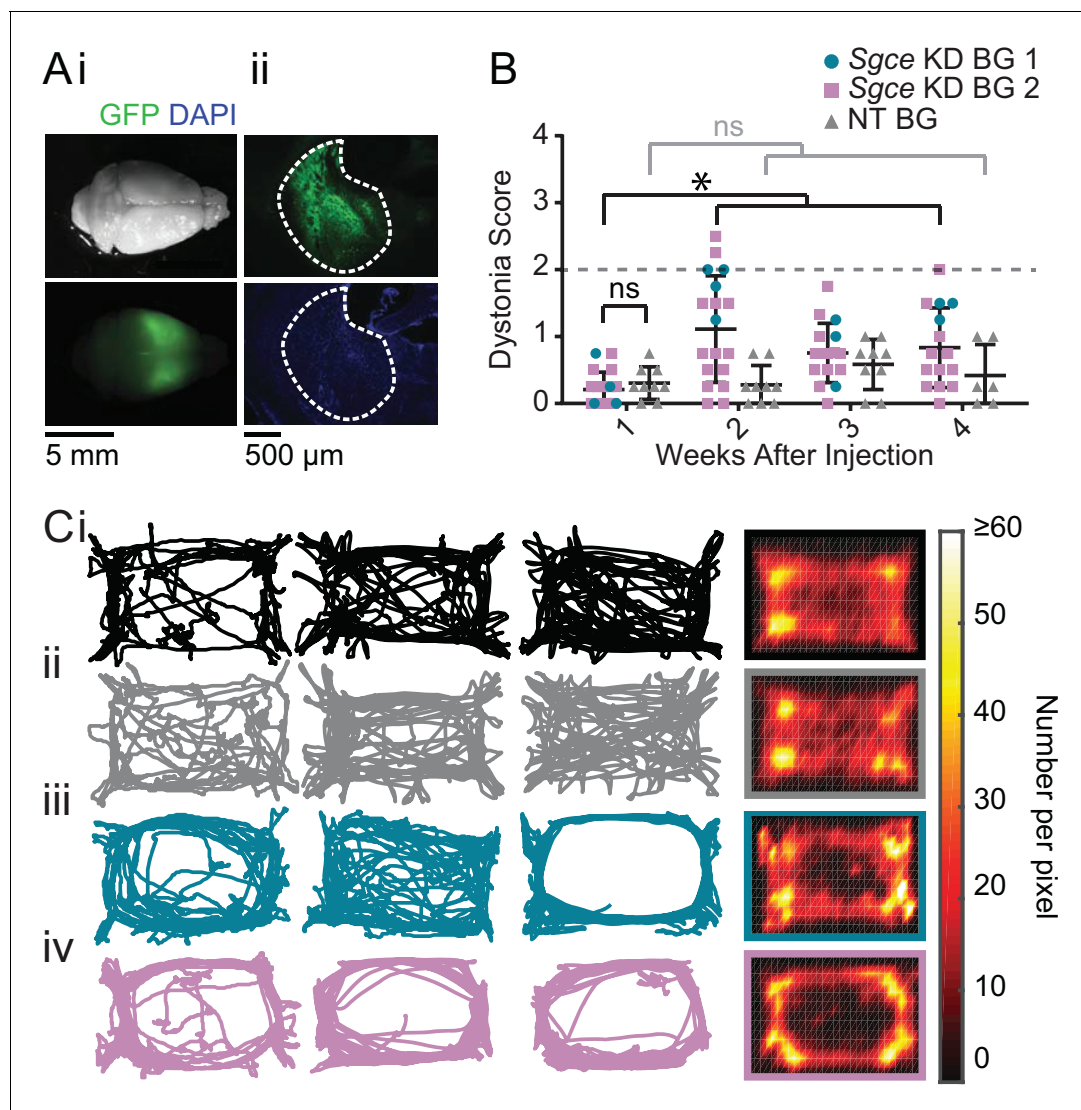 A i
ii
GFP DAPI
5 mm
500 µm
B
Sgce KD BG 1
Sgce KD BG 2
NT BG
ns
*
ns
Dystonia Score
4
3
2
1
0
1
2
3
4
Weeks After Injection
C i
ii
iii
iv
≥60
50
40
30
20
10
0
Number per pixel